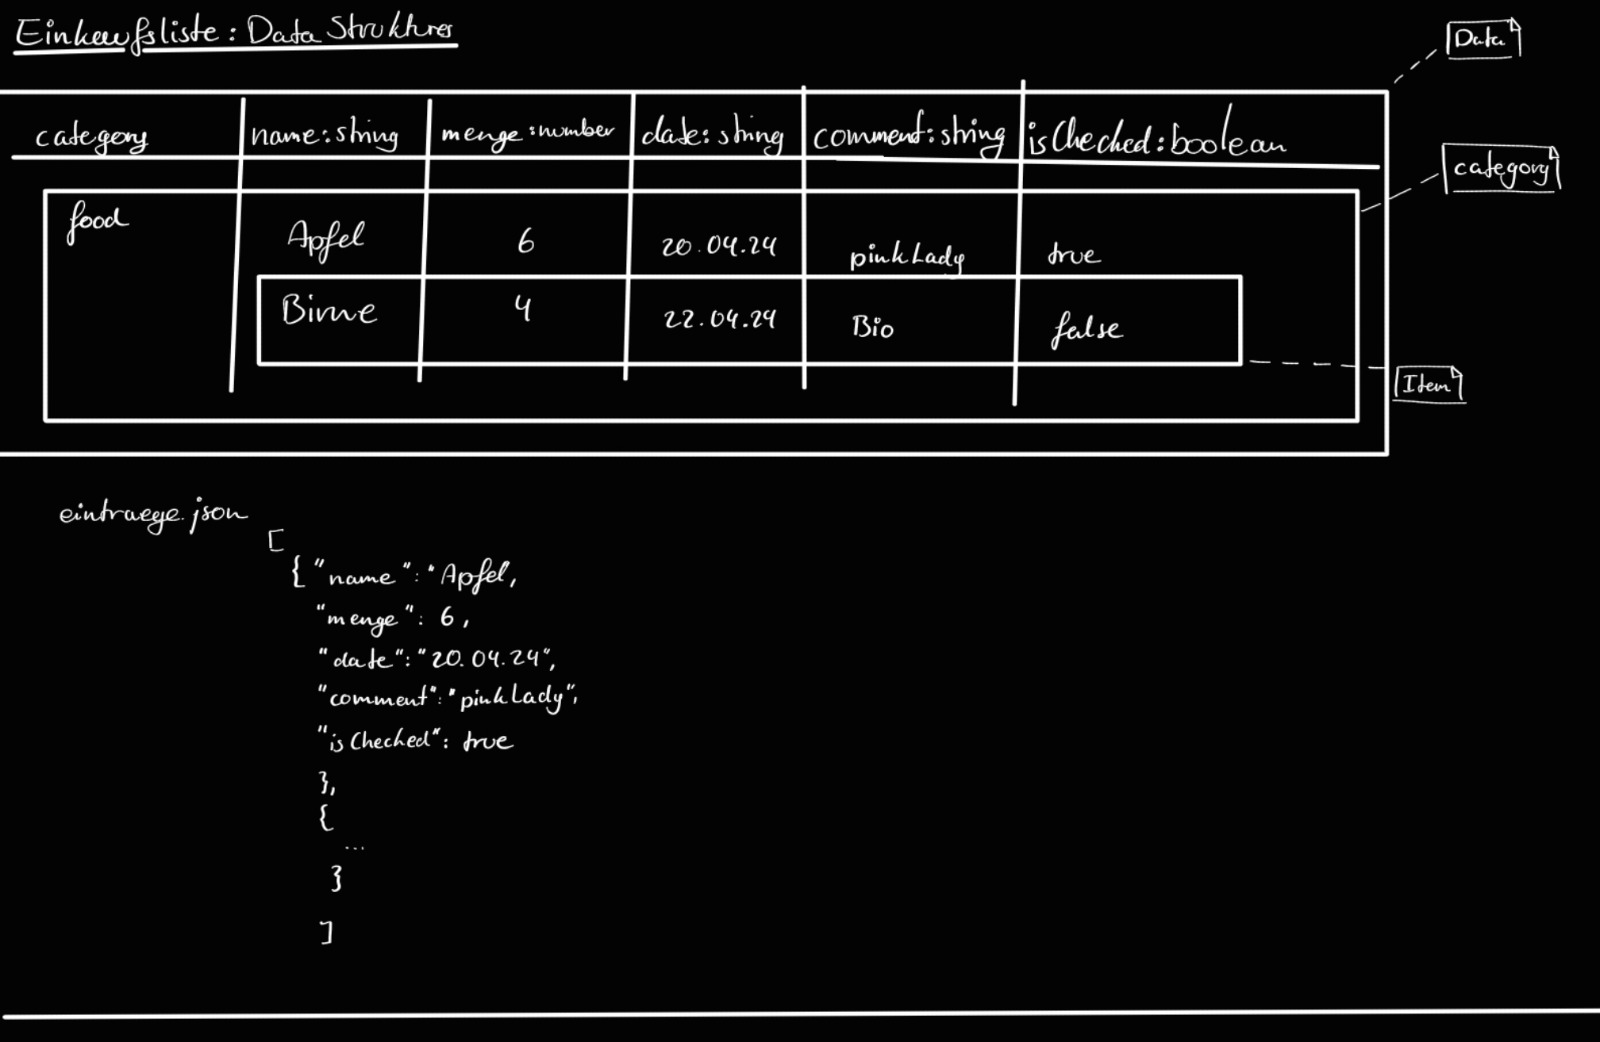 Einkaufsliste: Data Strukturer
Data
category name:string menge:number date:string comment:string isChecked:boolean
category
food Apfel 6 20.04.24 pinkLady true
Birne 4 22.04.24 Bio false
Item
eintraege.json
[
{ "name": "Apfel,
"menge": 6,
"date": "20.04.24",
"comment": "pinkLady",
"isChecked": true
},
{
...
}
]